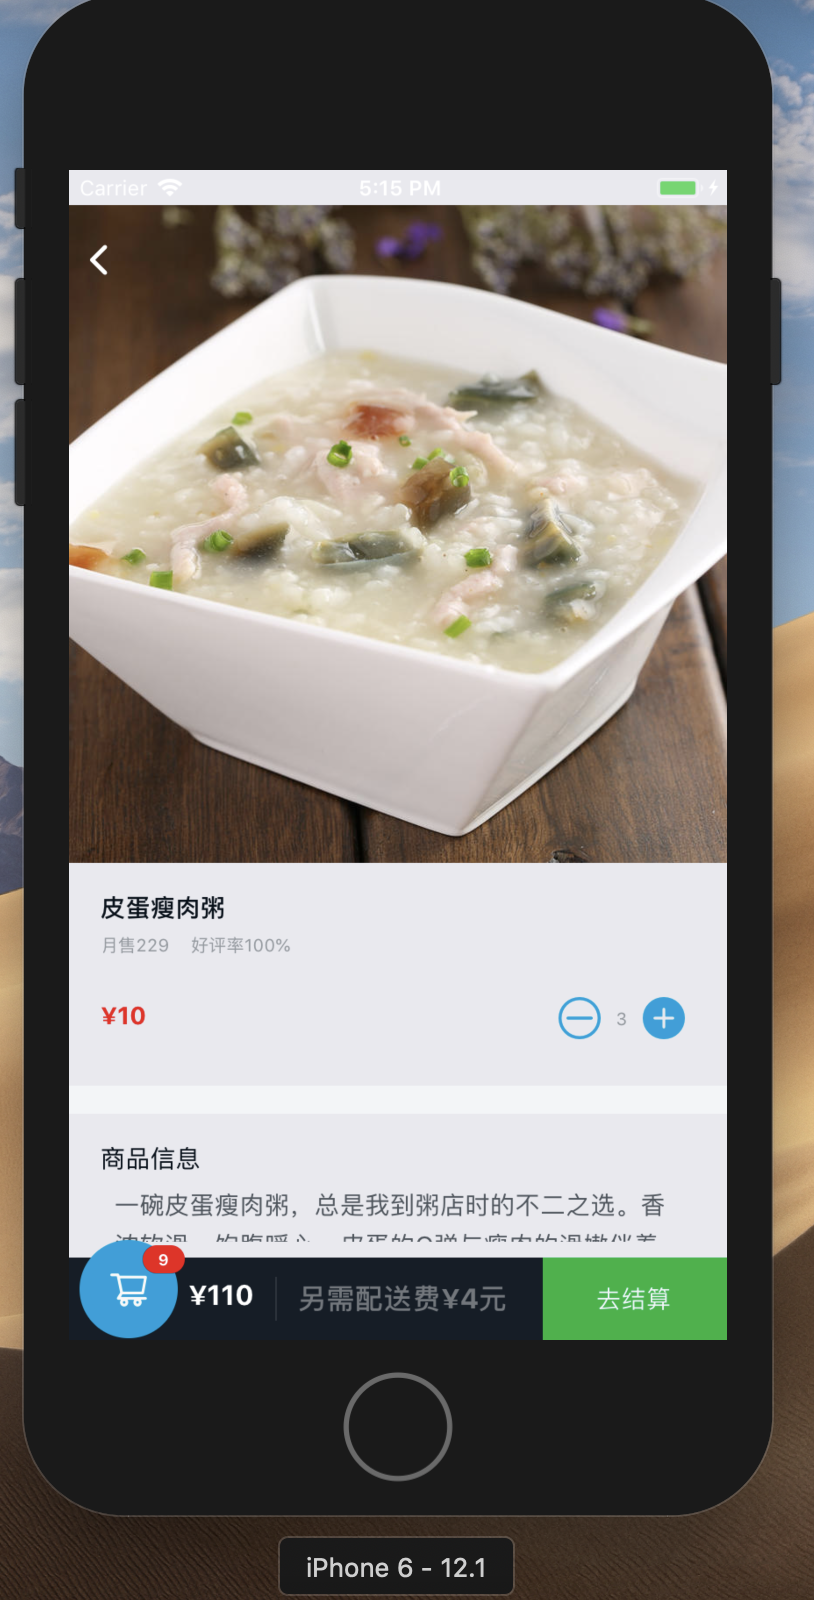 Carrier 5:15 PM
皮蛋瘦肉粥
月售229 好评率100%
¥10
3
商品信息
一碗皮蛋瘦肉粥，总是我到粥店时的不二之选。香
9
¥110 另需配送费¥4元 去结算
iPhone 6 - 12.1